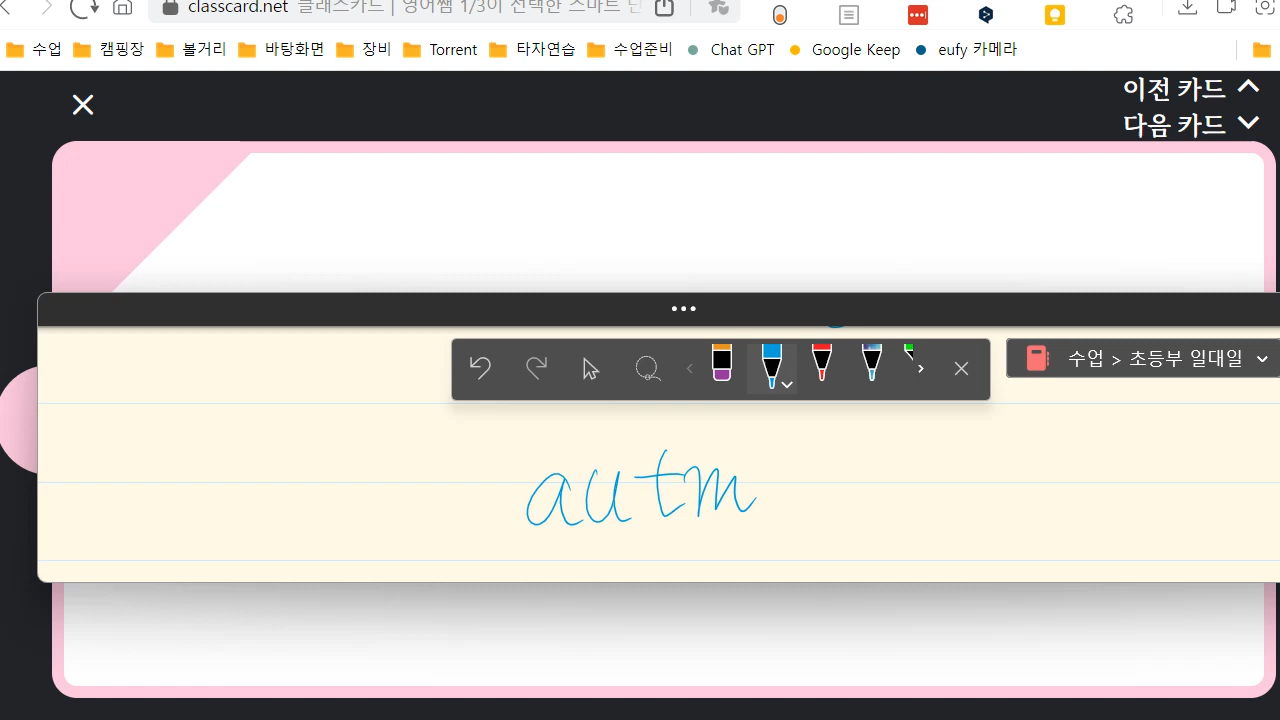 classcard.net 클래스카드 | 영어쌤 1/3이 선택한 스마트 단
수업 캠핑장 볼거리 바탕화면 장비 Torrent 타자연습 수업준비 Chat GPT Google Keep eufy 카메라
이전 카드
다음 카드
수업 > 초등부 일대일
autm